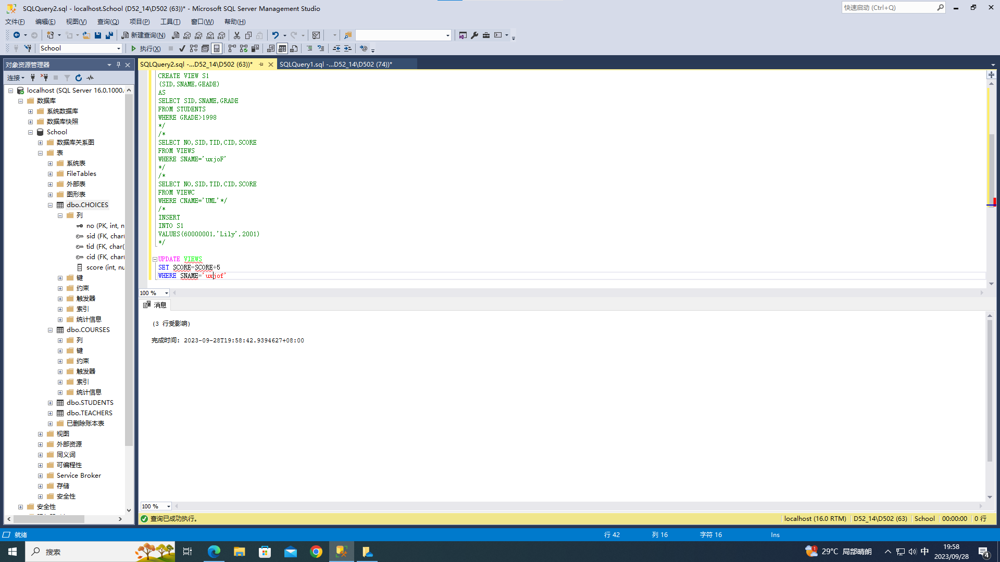 SQLQuery2.sql - localhost.School (D52_14\D502 (63))* - Microsoft SQL Server Management Studio
快速启动 (Ctrl+Q)
文件(F) 编辑(E) 视图(V) 查询(Q) 项目(P) 工具(T) 窗口(W) 帮助(H)
新建查询(N)
MDX DMX XMLA DAX
School
执行(X)
对象资源管理器
SQLQuery2.sql -...D52_14\D502 (63))*
SQLQuery1.sql -...D52_14\D502 (74))*
连接
localhost (SQL Server 16.0.1000.
数据库
系统数据库
数据库快照
School
数据库关系图
表
系统表
FileTables
外部表
图形表
dbo.CHOICES
列
no (PK, int, n
sid (FK, char(
tid (FK, char(
cid (FK, char(
score (int, nu
键
约束
触发器
索引
统计信息
dbo.COURSES
列
键
约束
触发器
索引
统计信息
dbo.STUDENTS
dbo.TEACHERS
已删除账本表
视图
外部资源
同义词
可编程性
Service Broker
存储
安全性
安全性
CREATE VIEW S1
(SID,SNAME,GEADE)
AS
SELECT SID,SNAME,GRADE
FROM STUDENTS
WHERE GRADE>1998
*/
/*
SELECT NO,SID,TID,CID,SCORE
FROM VIEWS
WHERE SNAME='uxjoF'
*/
/*
SELECT NO,SID,TID,CID,SCORE
FROM VIEWC
WHERE CNAME='UML'*/
/*
INSERT
INTO S1
VALUES(60000001,'Lily',2001)
*/
UPDATE VIEWS
SET SCORE=SCORE+5
WHERE SNAME='uxjof'
100 %
消息
(3 行受影响)
完成时间: 2023-09-28T19:58:42.9394627+08:00
100 %
查询已成功执行。
localhost (16.0 RTM) D52_14\D502 (63) School 00:00:00 0 行
就绪
行 42 列 16 字符 16 Ins
搜索
1
29°C 局部晴朗
中
19:58
2023/09/28
4